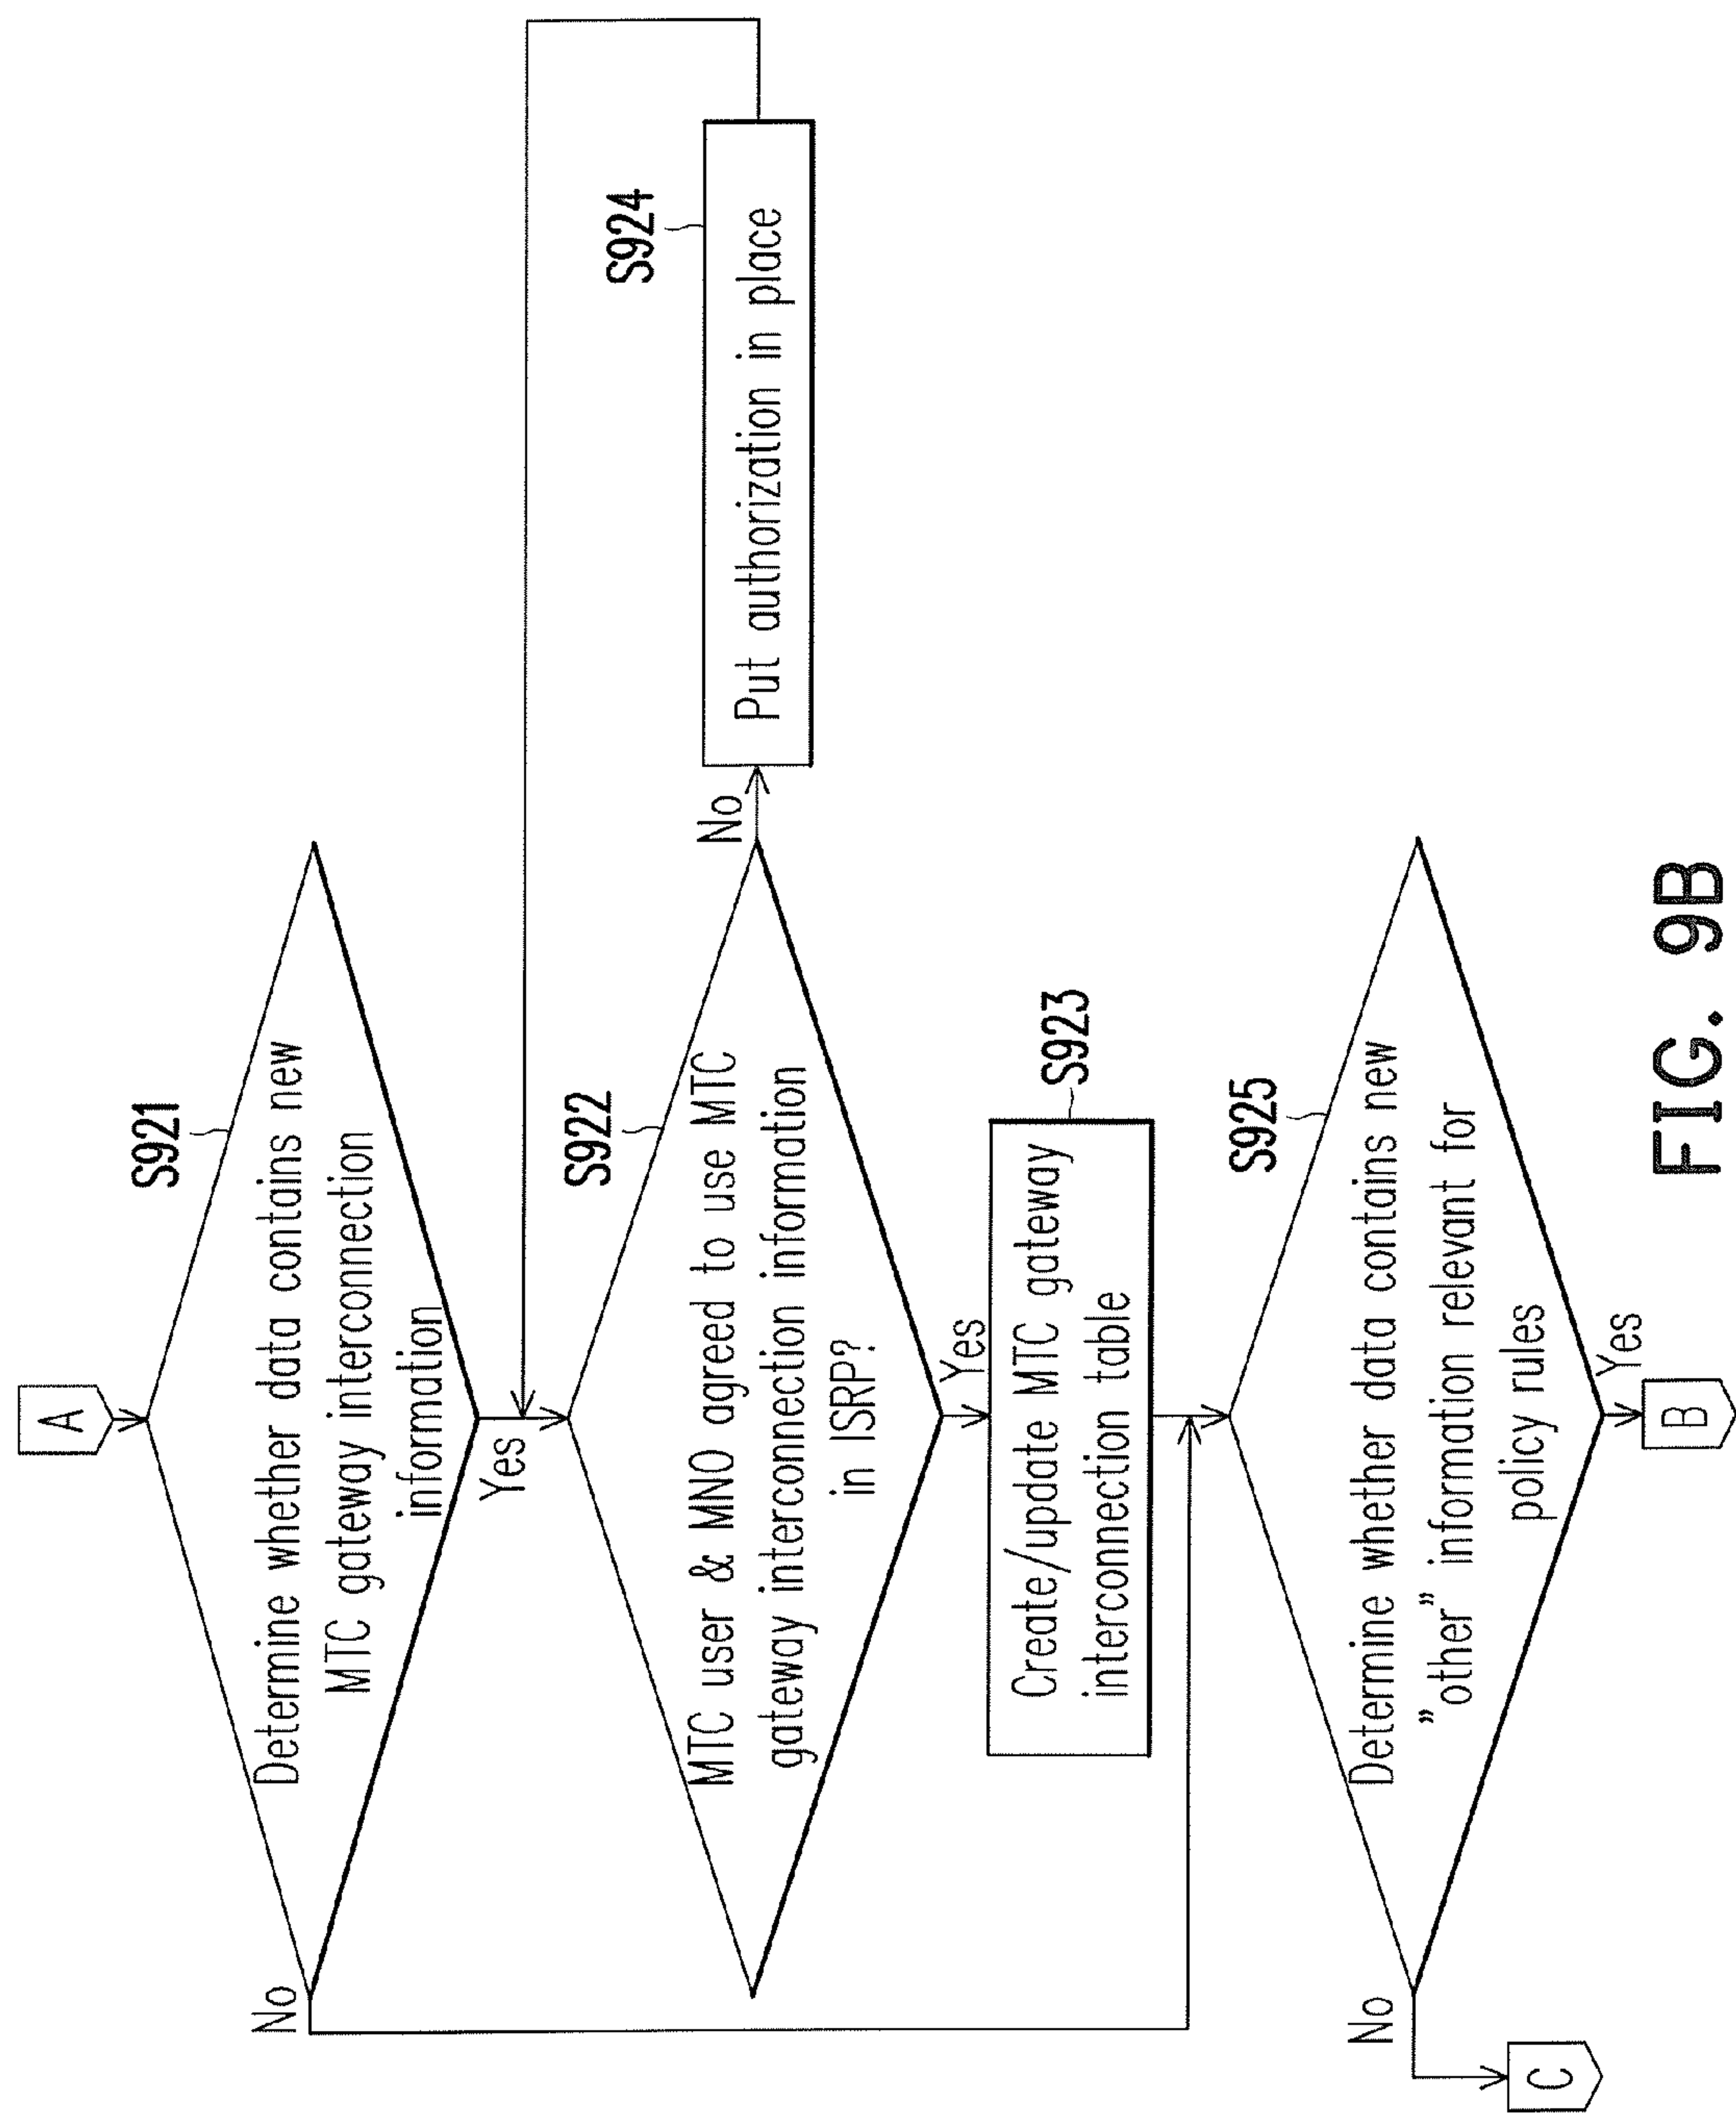 A
S921
Determine whether data contains new
MTC gateway interconnection
information
No
Yes
S922
MTC user & MNO agreed to use MTC
gateway interconnection information
in ISRP?
No
S924
Put authorization in place
Yes
S923
Create/update MTC gateway
interconnection table
S925
Determine whether data contains new
"other" information relevant for
policy rules
No
Yes
C
B
FIG. 9B